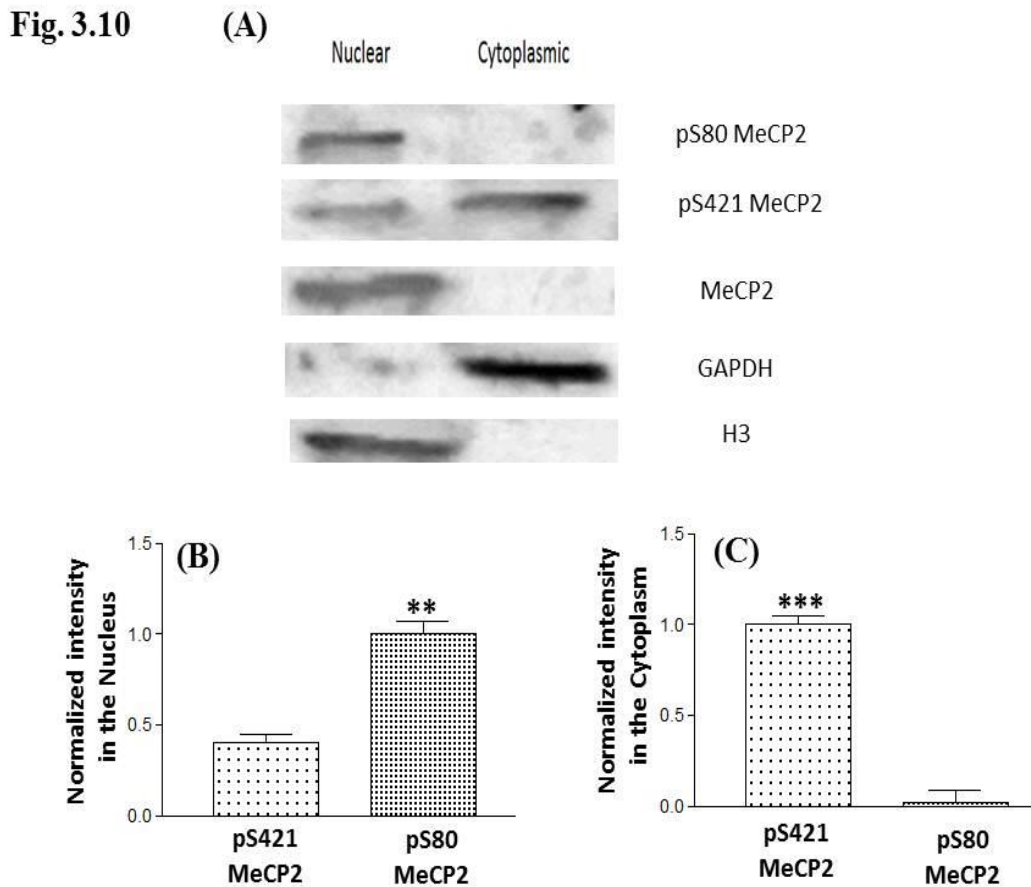 Fig. 3.10
(A)
Nuclear Cytoplasmic
pS80 MeCP2
pS421 MeCP2
MeCP2
GAPDH
H3
(B)
Normalized intensity
in the Nucleus
1.5
1.0
0.5
0.0
**
pS421
MeCP2
pS80
MeCP2
(C)
Normalized intensity
in the Cytoplasm
1.5
1.0
0.5
0.0
***
pS421
MeCP2
pS80
MeCP2